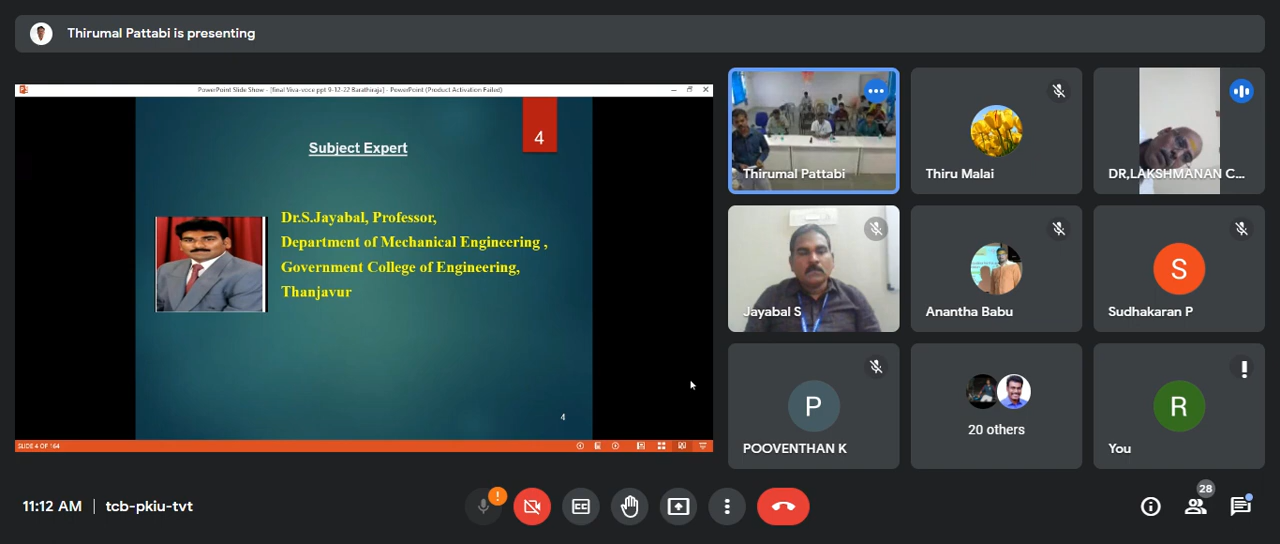 Thirumal Pattabi is presenting
PowerPoint Slide Show - [final Viva-voce.ppt 9-12-22 Barathiraja] - PowerPoint (Product Activation Failed)
4
Subject Expert
Dr.S.Jayabal, Professor,
Department of Mechanical Engineering ,
Government College of Engineering,
Thanjavur
4
SLIDE 4 OF 164
Thirumal Pattabi
Thiru Malai
DR,LAKSHMANAN C...
Jayabal S
Anantha Babu
S
Sudhakaran P
P
POOVENTHAN K
20 others
R
You
11:12 AM | tcb-pkiu-tvt
CC
28